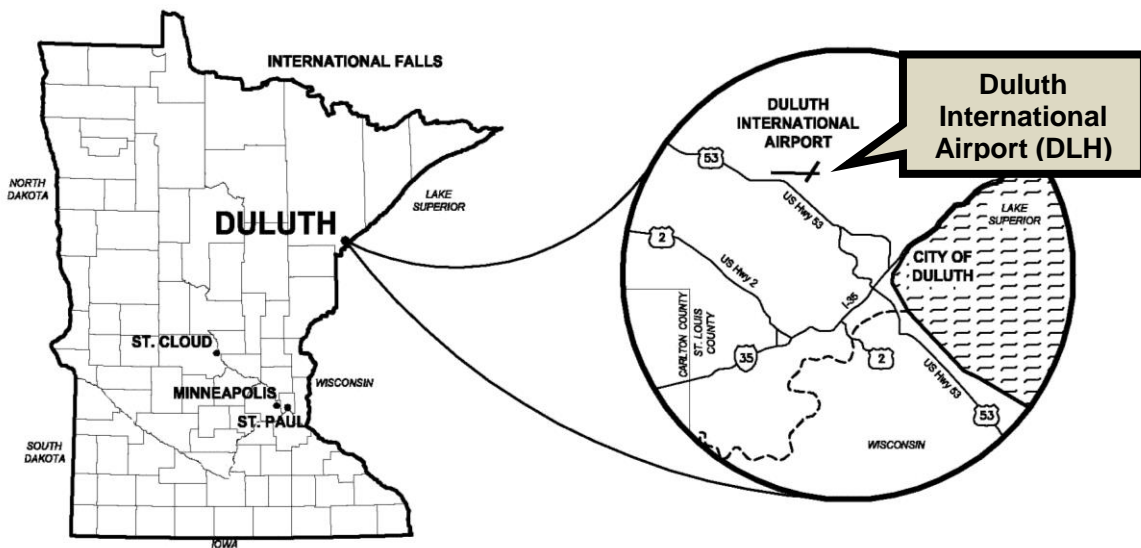 INTERNATIONAL FALLS
NORTH
DAKOTA
LAKE
SUPERIOR
DULUTH
ST. CLOUD
MINNEAPOLIS
ST. PAUL
WISCONSIN
SOUTH
DAKOTA
IOWA
Duluth
International
Airport (DLH)
DULUTH
INTERNATIONAL
AIRPORT
53
US Hwy 53
LAKE
SUPERIOR
2
US Hwy 2
CITY OF
DULUTH
I-35
CARLTON COUNTY
ST. LOUIS
COUNTY
35
2
US Hwy 53
53
WISCONSIN